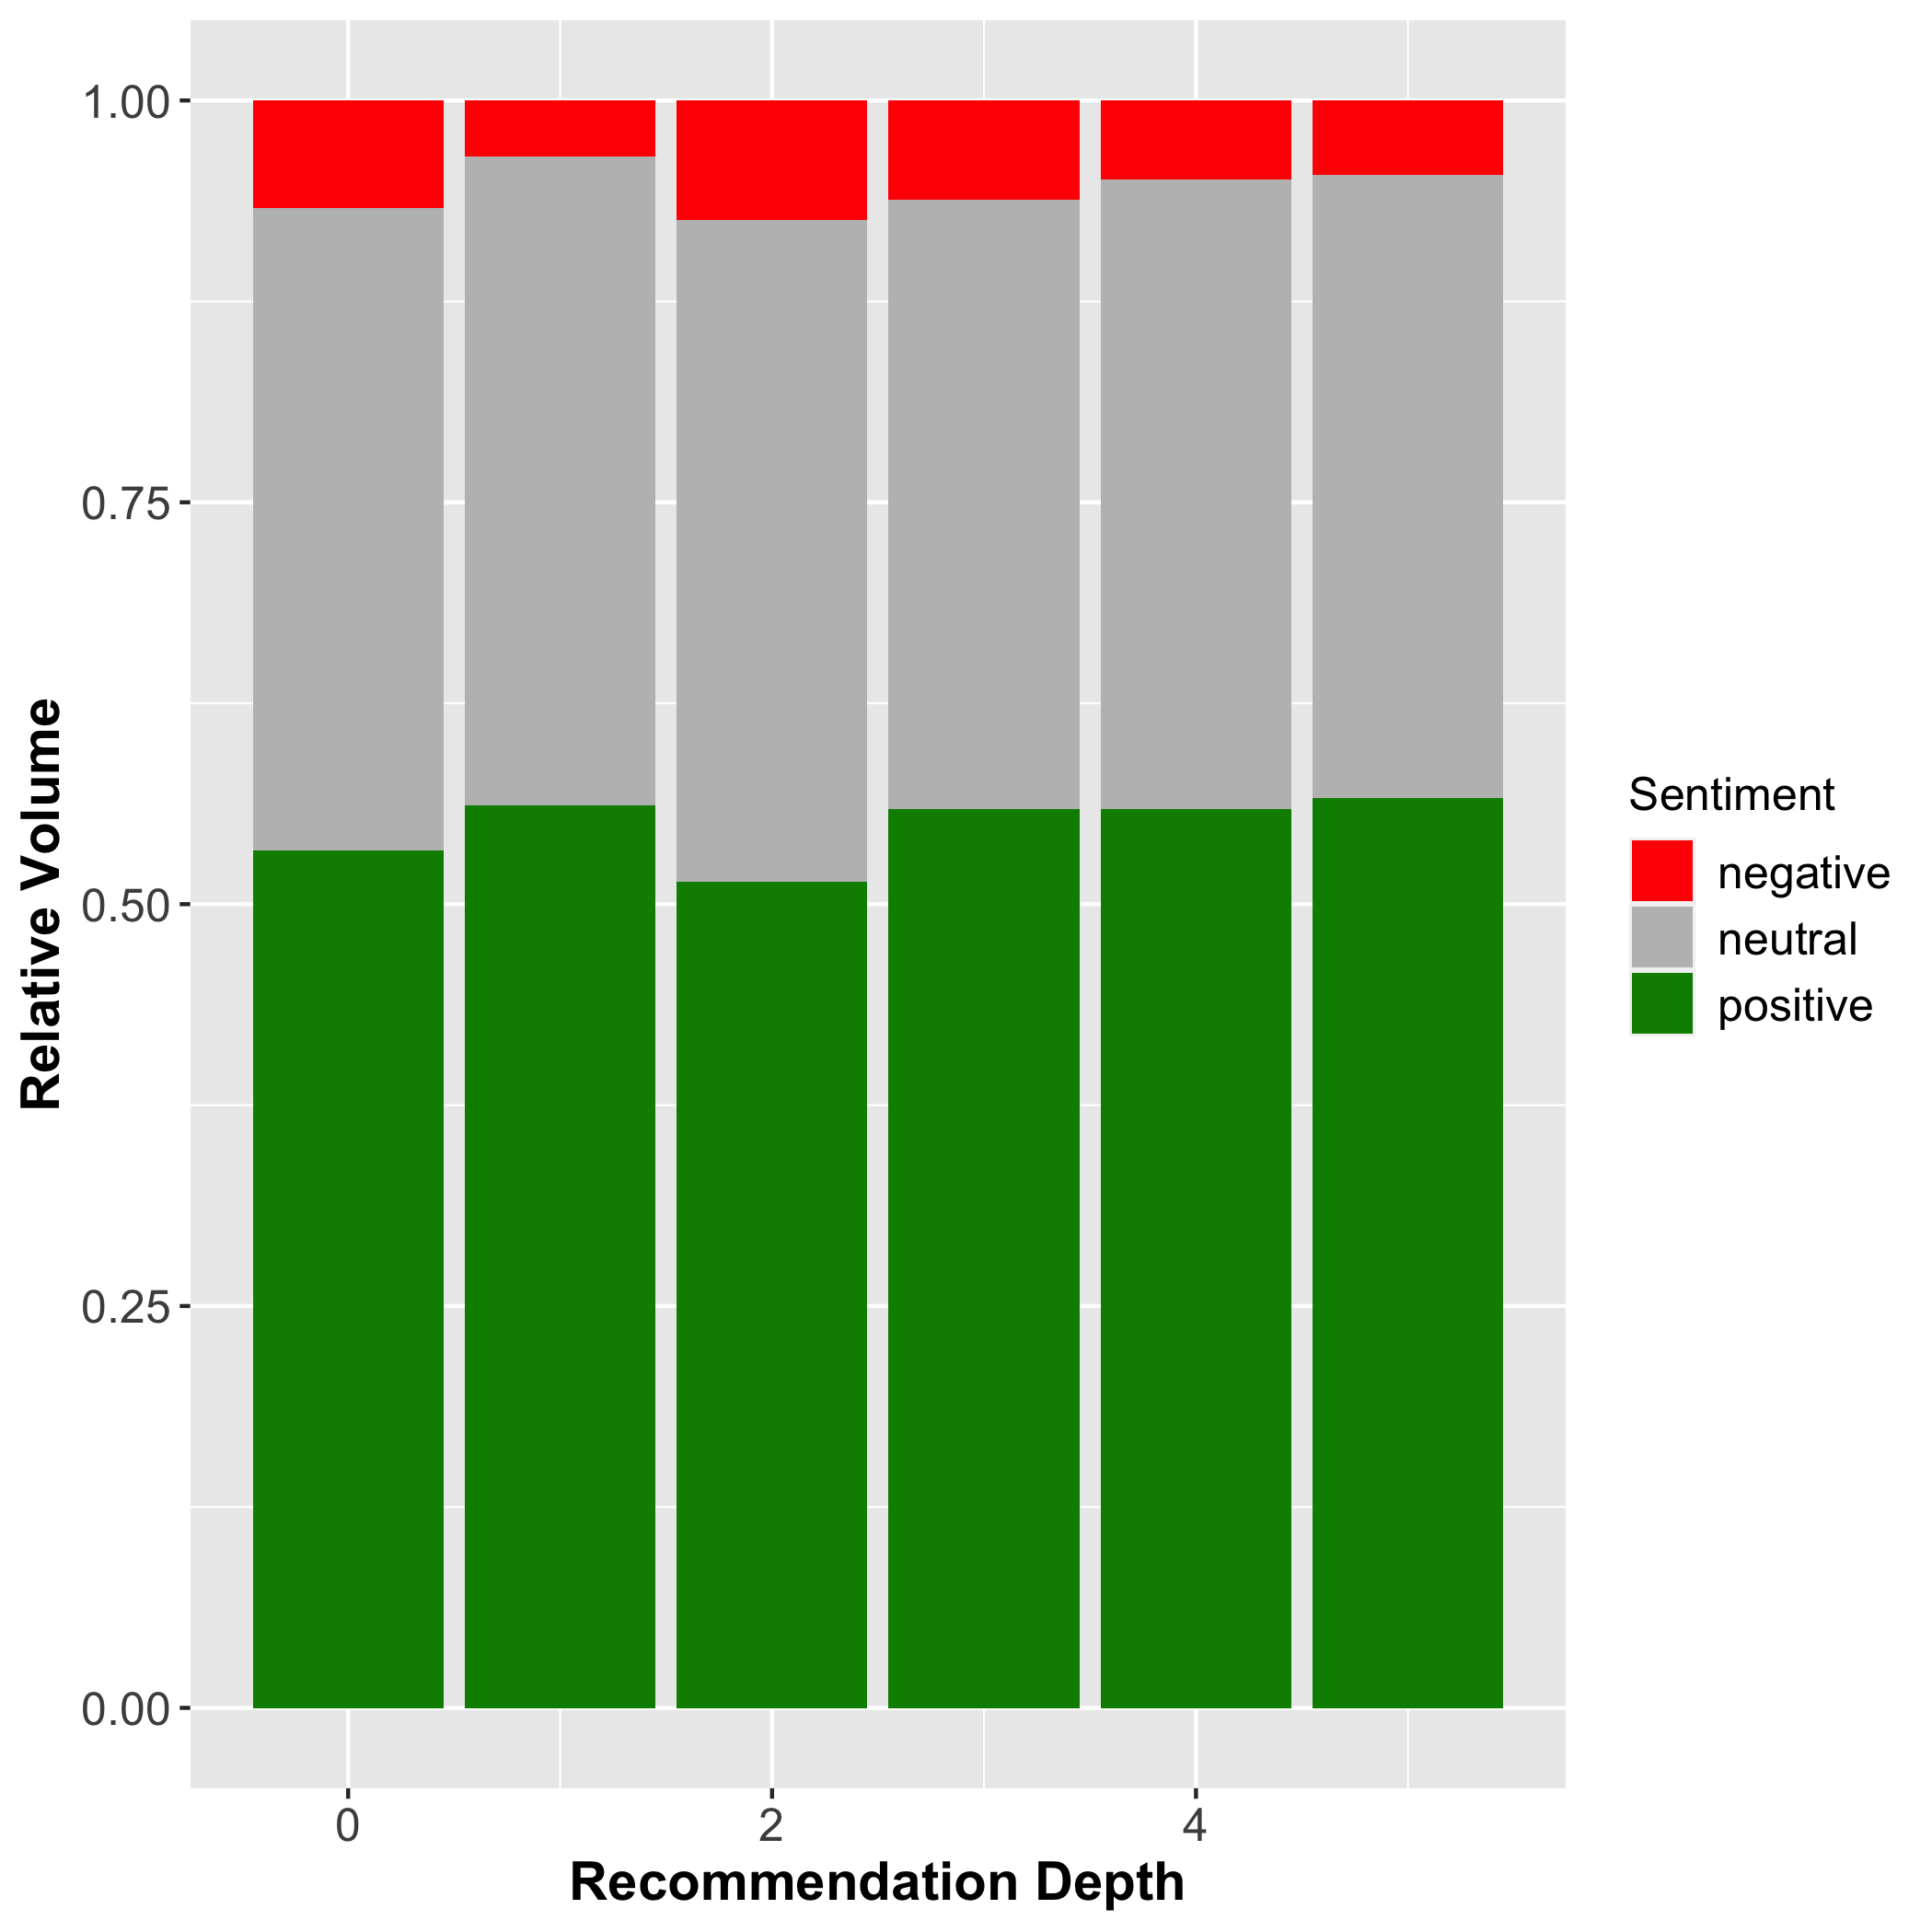 Relative Volume
1.00
0.75
0.50
0.25
0.00
0 2 4
Recommendation Depth
Sentiment
negative
neutral
positive